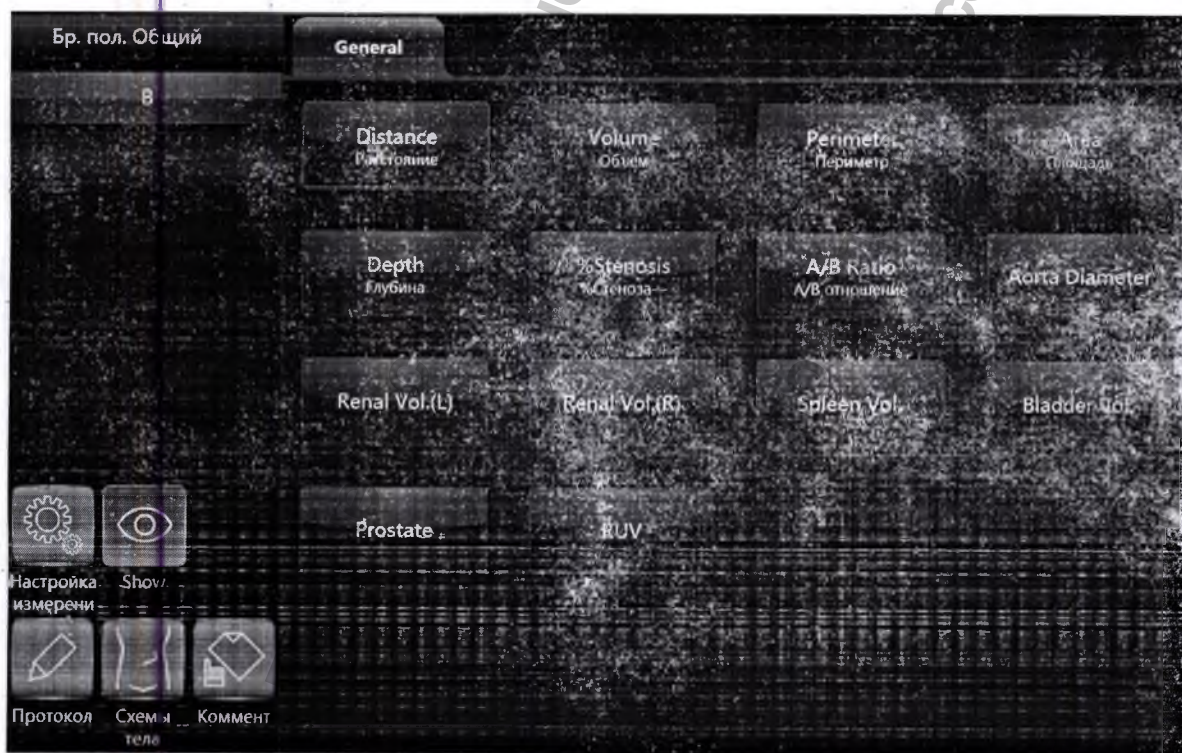 Бр. пол. Общий
General
B
Distance
Расстояние
Volume
Объем
Perimeter
Периметр
Area
Площадь
Depth
Глубина
%Stenosis
%Стеноза
A/B Ratio
A/B отношение
Aorta Diameter
Renal Vol.(L)
Renal Vol.(R)
Spleen Vol.
Bladder Vol.
Prostate
RUV
Настройка
измерени
Show
Протокол
Схемы
тела
Коммент